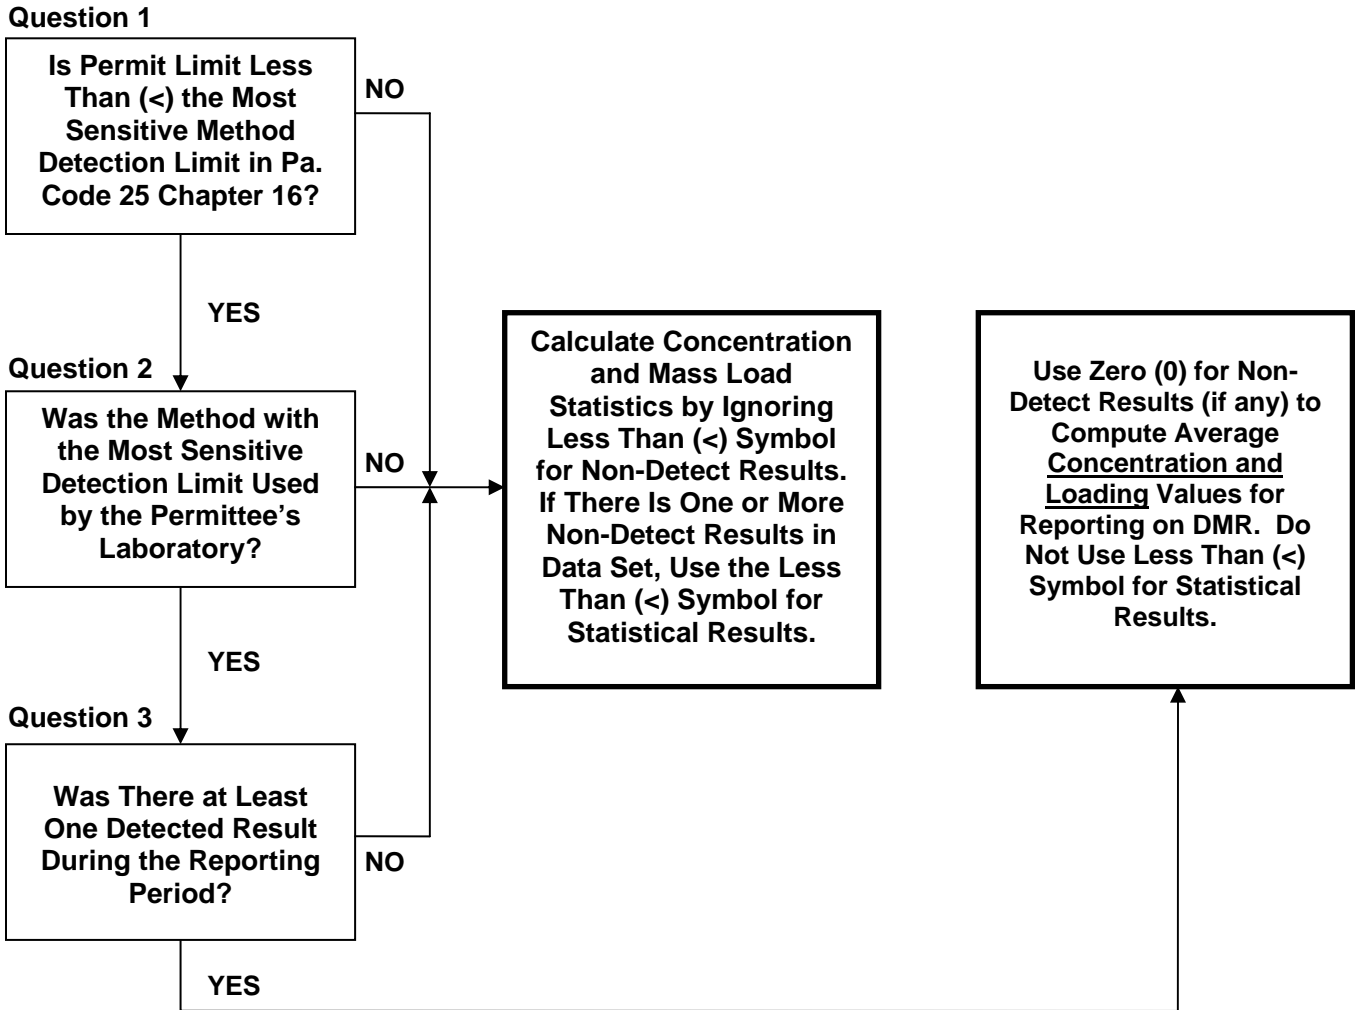 Question 1
Is Permit Limit Less
Than (<) the Most
Sensitive Method
Detection Limit in Pa.
Code 25 Chapter 16?
NO
YES
Question 2
Was the Method with
the Most Sensitive
Detection Limit Used
by the Permittee’s
Laboratory?
NO
YES
Question 3
Was There at Least
One Detected Result
During the Reporting
Period?
NO
YES
Calculate Concentration
and Mass Load
Statistics by Ignoring
Less Than (<) Symbol
for Non-Detect Results.
If There Is One or More
Non-Detect Results in
Data Set, Use the Less
Than (<) Symbol for
Statistical Results.
Use Zero (0) for Non-
Detect Results (if any) to
Compute Average
Concentration and
Loading Values for
Reporting on DMR.  Do
Not Use Less Than (<)
Symbol for Statistical
Results.